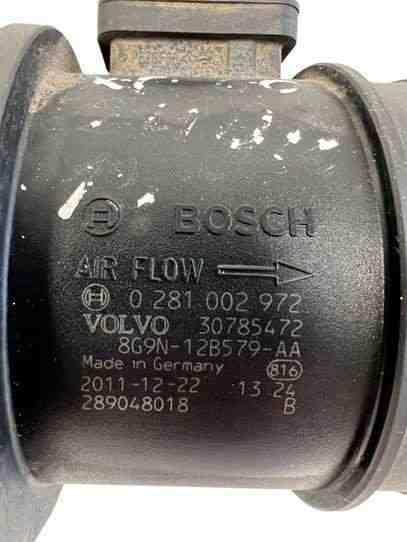 BOSCH
AIR FLOW
0 281 002 972
VOLVO 30785472
8G9N-12B579-AA
Made in Germany 816
2011-12-22 13 24
289048018 B